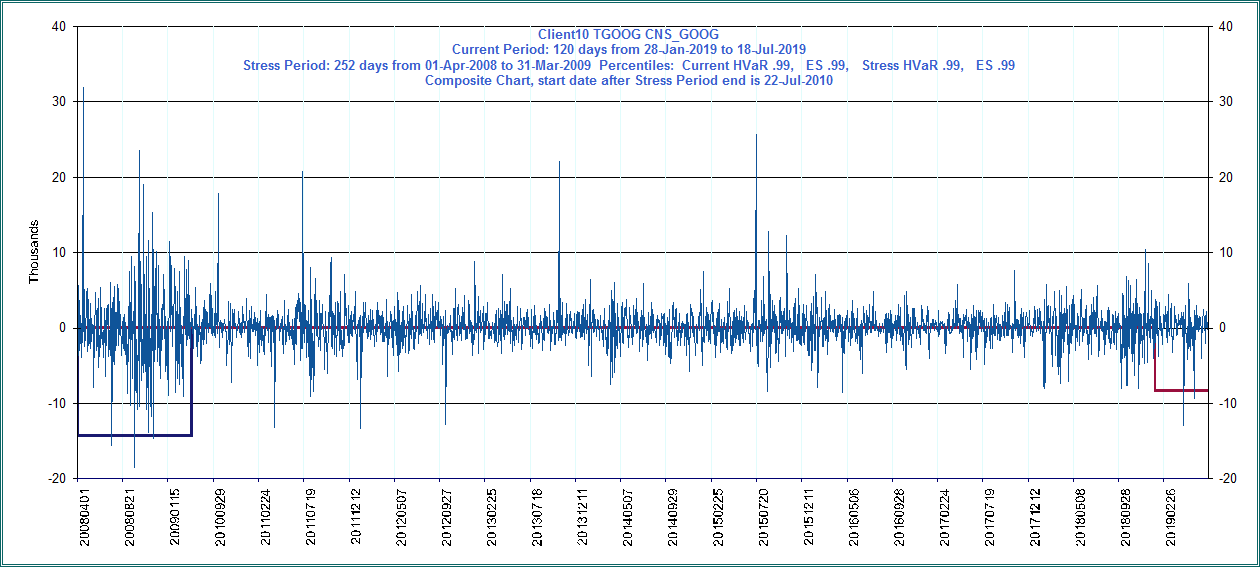 Client10 TGOOG CNS_GOOG
Current Period: 120 days from 28-Jan-2019 to 18-Jul-2019
Stress Period: 252 days from 01-Apr-2008 to 31-Mar-2009 Percentiles: Current HVaR .99, ES .99, Stress HVaR .99, ES .99
Composite Chart, start date after Stress Period end is 22-Jul-2010
40 40
30 30
20 20
10 10
0 0
-10 -10
-20 -20
Thousands
20080401 20080821 20090115 20100929 20110224 20110719 20111212 20120507 20120927 20130225 20130718 20131211 20140507 20140929 20150225 20150720 20151211 20160506 20160928 20170224 20170719 20171212 20180508 20180928 20190226